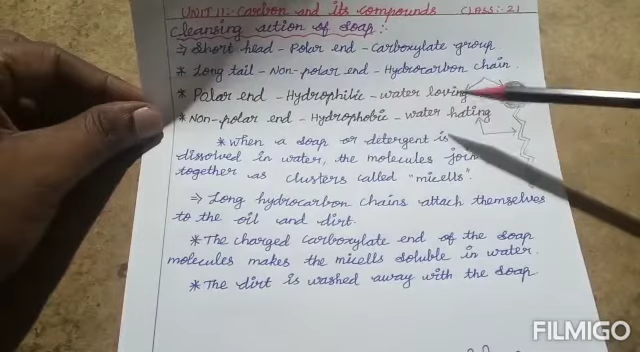 UNIT 11:- Carbon and its compounds CLASS:- 21
Cleansing action of Soap:-
⇒ Short head - Polar end - Carboxylate group
* Long tail - Non-polar end - Hydrocarbon chain.
* Polar end - Hydrophilic - water loving
* Non-polar end - Hydrophobic - water hating
* When a soap or detergent is
dissolved in water, the molecules join
together as clusters called "micells".
⇒ Long hydrocarbon chains attach themselves
to the oil and dirt.
* The charged carboxylate end of the soap
molecules makes the micells soluble in water.
* The dirt is washed away with the soap
FILMIGO